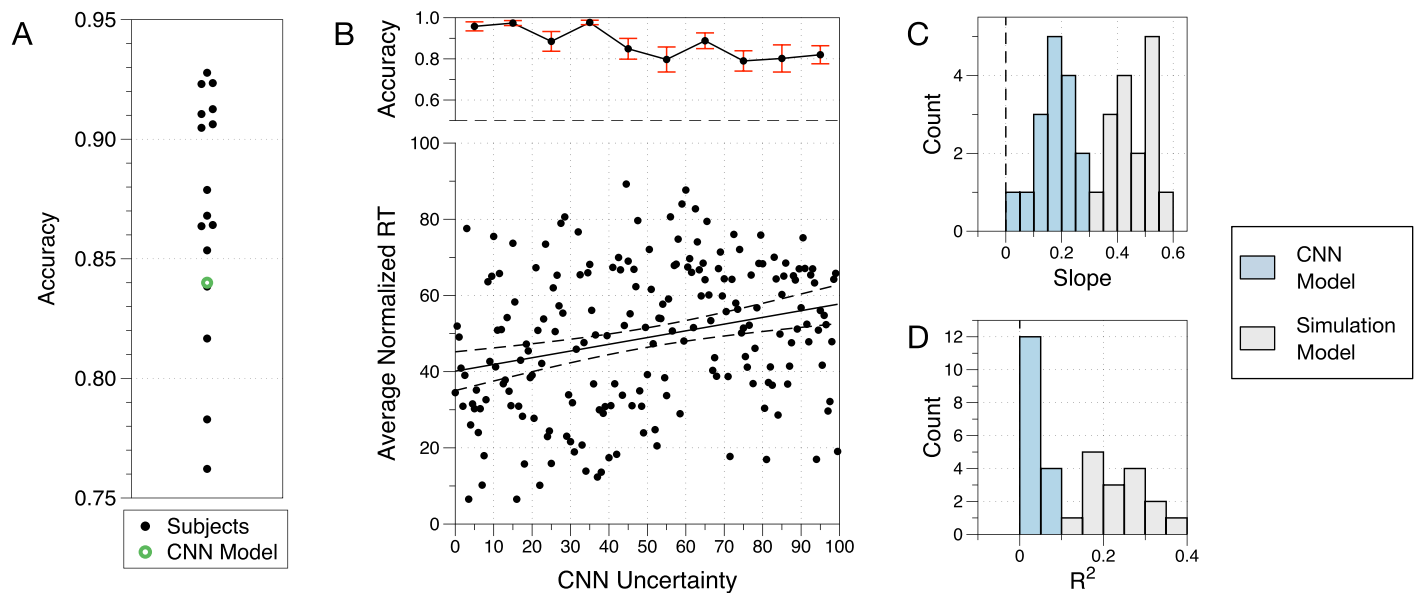 A
0.95
0.90
0.85
0.80
0.75
Accuracy
Subjects
CNN Model
B
1.0
0.8
0.6
Accuracy
100
80
60
40
20
0
Average Normalized RT
0 10 20 30 40 50 60 70 80 90 100
CNN Uncertainty
C
4
2
0
Count
0 0.2 0.4 0.6
Slope
D
12
10
8
6
4
2
0
Count
0 0.2 0.4
R²
CNN
Model
Simulation
Model